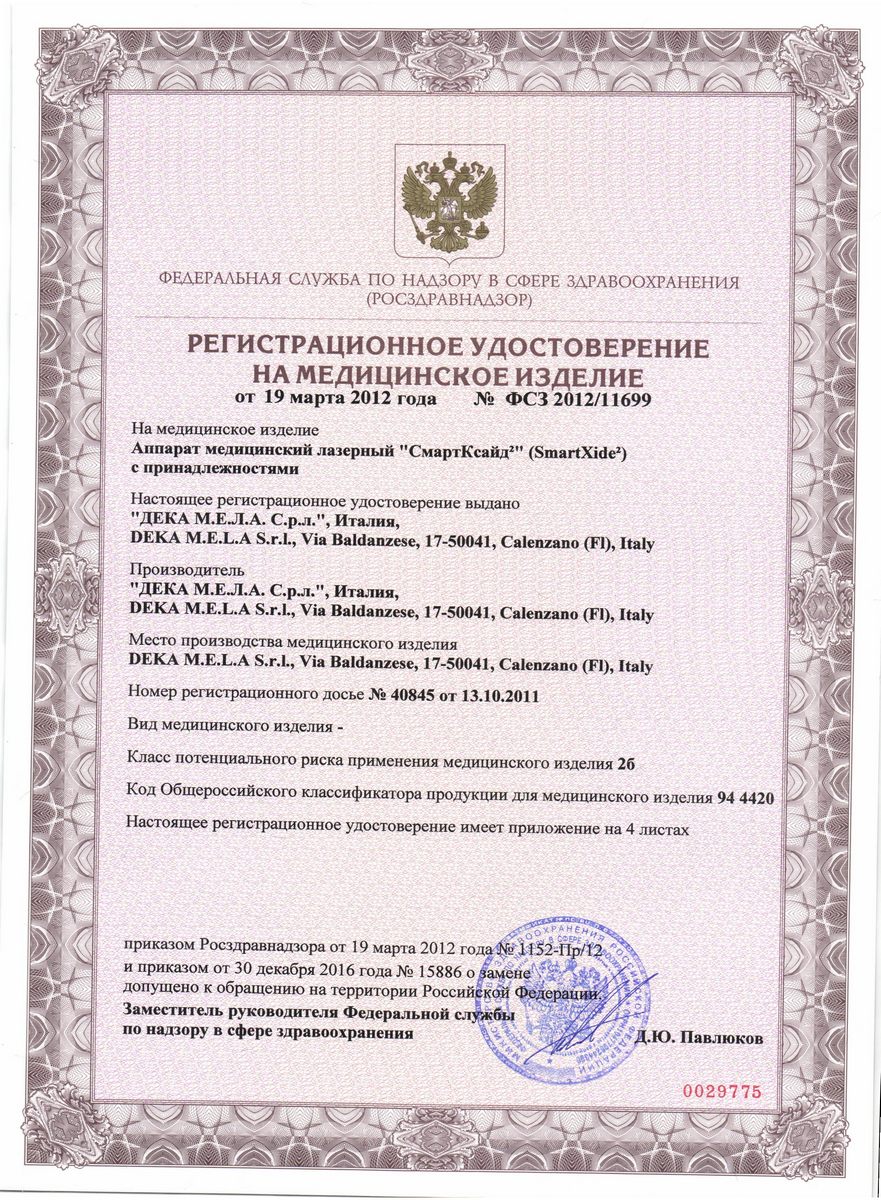 ФЕДЕРАЛЬНАЯ СЛУЖБА ПО НАДЗОРУ В СФЕРЕ ЗДРАВООХРАНЕНИЯ
(РОСЗДРАВНАДЗОР)
РЕГИСТРАЦИОННОЕ УДОСТОВЕРЕНИЕ
НА МЕДИЦИНСКОЕ ИЗДЕЛИЕ
от 19 марта 2012 года № ФСЗ 2012/11699
На медицинское изделие
Аппарат медицинский лазерный "СмартКсайд²" (SmartXide²)
с принадлежностями
Настоящее регистрационное удостоверение выдано
"ДЕКА М.Е.Л.А. С.р.л.", Италия,
DEKA M.E.L.A S.r.l., Via Baldanzese, 17-50041, Calenzano (Fl), Italy
Производитель
"ДЕКА М.Е.Л.А. С.р.л.", Италия,
DEKA M.E.L.A S.r.l., Via Baldanzese, 17-50041, Calenzano (Fl), Italy
Место производства медицинского изделия
DEKA M.E.L.A S.r.l., Via Baldanzese, 17-50041, Calenzano (Fl), Italy
Номер регистрационного досье № 40845 от 13.10.2011
Вид медицинского изделия -
Класс потенциального риска применения медицинского изделия 2б
Код Общероссийского классификатора продукции для медицинского изделия 94 4420
Настоящее регистрационное удостоверение имеет приложение на 4 листах
приказом Росздравнадзора от 19 марта 2012 года № 1152-Пр/12
и приказом от 30 декабря 2016 года № 15886 о замене
допущено к обращению на территории Российской Федерации.
Заместитель руководителя Федеральной службы
по надзору в сфере здравоохранения
Д.Ю. Павлюков
0029775